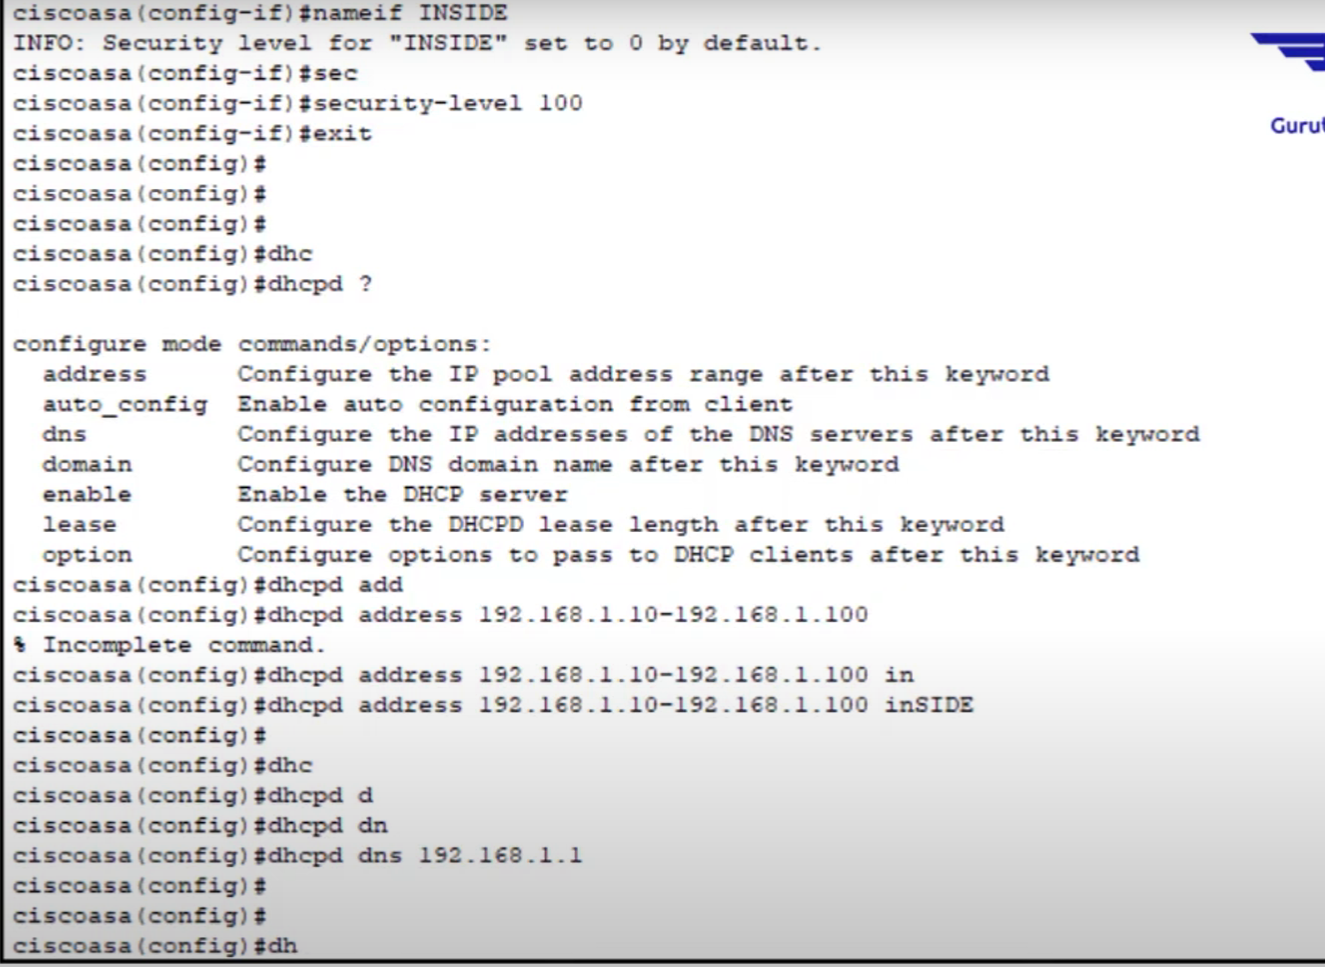 ciscoasa(config-if)#nameif INSIDE
INFO: Security level for "INSIDE" set to 0 by default.
ciscoasa(config-if)#sec
ciscoasa(config-if)#security-level 100
ciscoasa(config-if)#exit
Gurut
ciscoasa(config)#
ciscoasa(config)#
ciscoasa(config)#
ciscoasa(config)#dhc
ciscoasa(config)#dhcpd ?
configure mode commands/options:
address Configure the IP pool address range after this keyword
auto_config Enable auto configuration from client
dns Configure the IP addresses of the DNS servers after this keyword
domain Configure DNS domain name after this keyword
enable Enable the DHCP server
lease Configure the DHCPD lease length after this keyword
option Configure options to pass to DHCP clients after this keyword
ciscoasa(config)#dhcpd add
ciscoasa(config)#dhcpd address 192.168.1.10-192.168.1.100
% Incomplete command.
ciscoasa(config)#dhcpd address 192.168.1.10-192.168.1.100 in
ciscoasa(config)#dhcpd address 192.168.1.10-192.168.1.100 inSIDE
ciscoasa(config)#
ciscoasa(config)#dhc
ciscoasa(config)#dhcpd d
ciscoasa(config)#dhcpd dn
ciscoasa(config)#dhcpd dns 192.168.1.1
ciscoasa(config)#
ciscoasa(config)#
ciscoasa(config)#dh